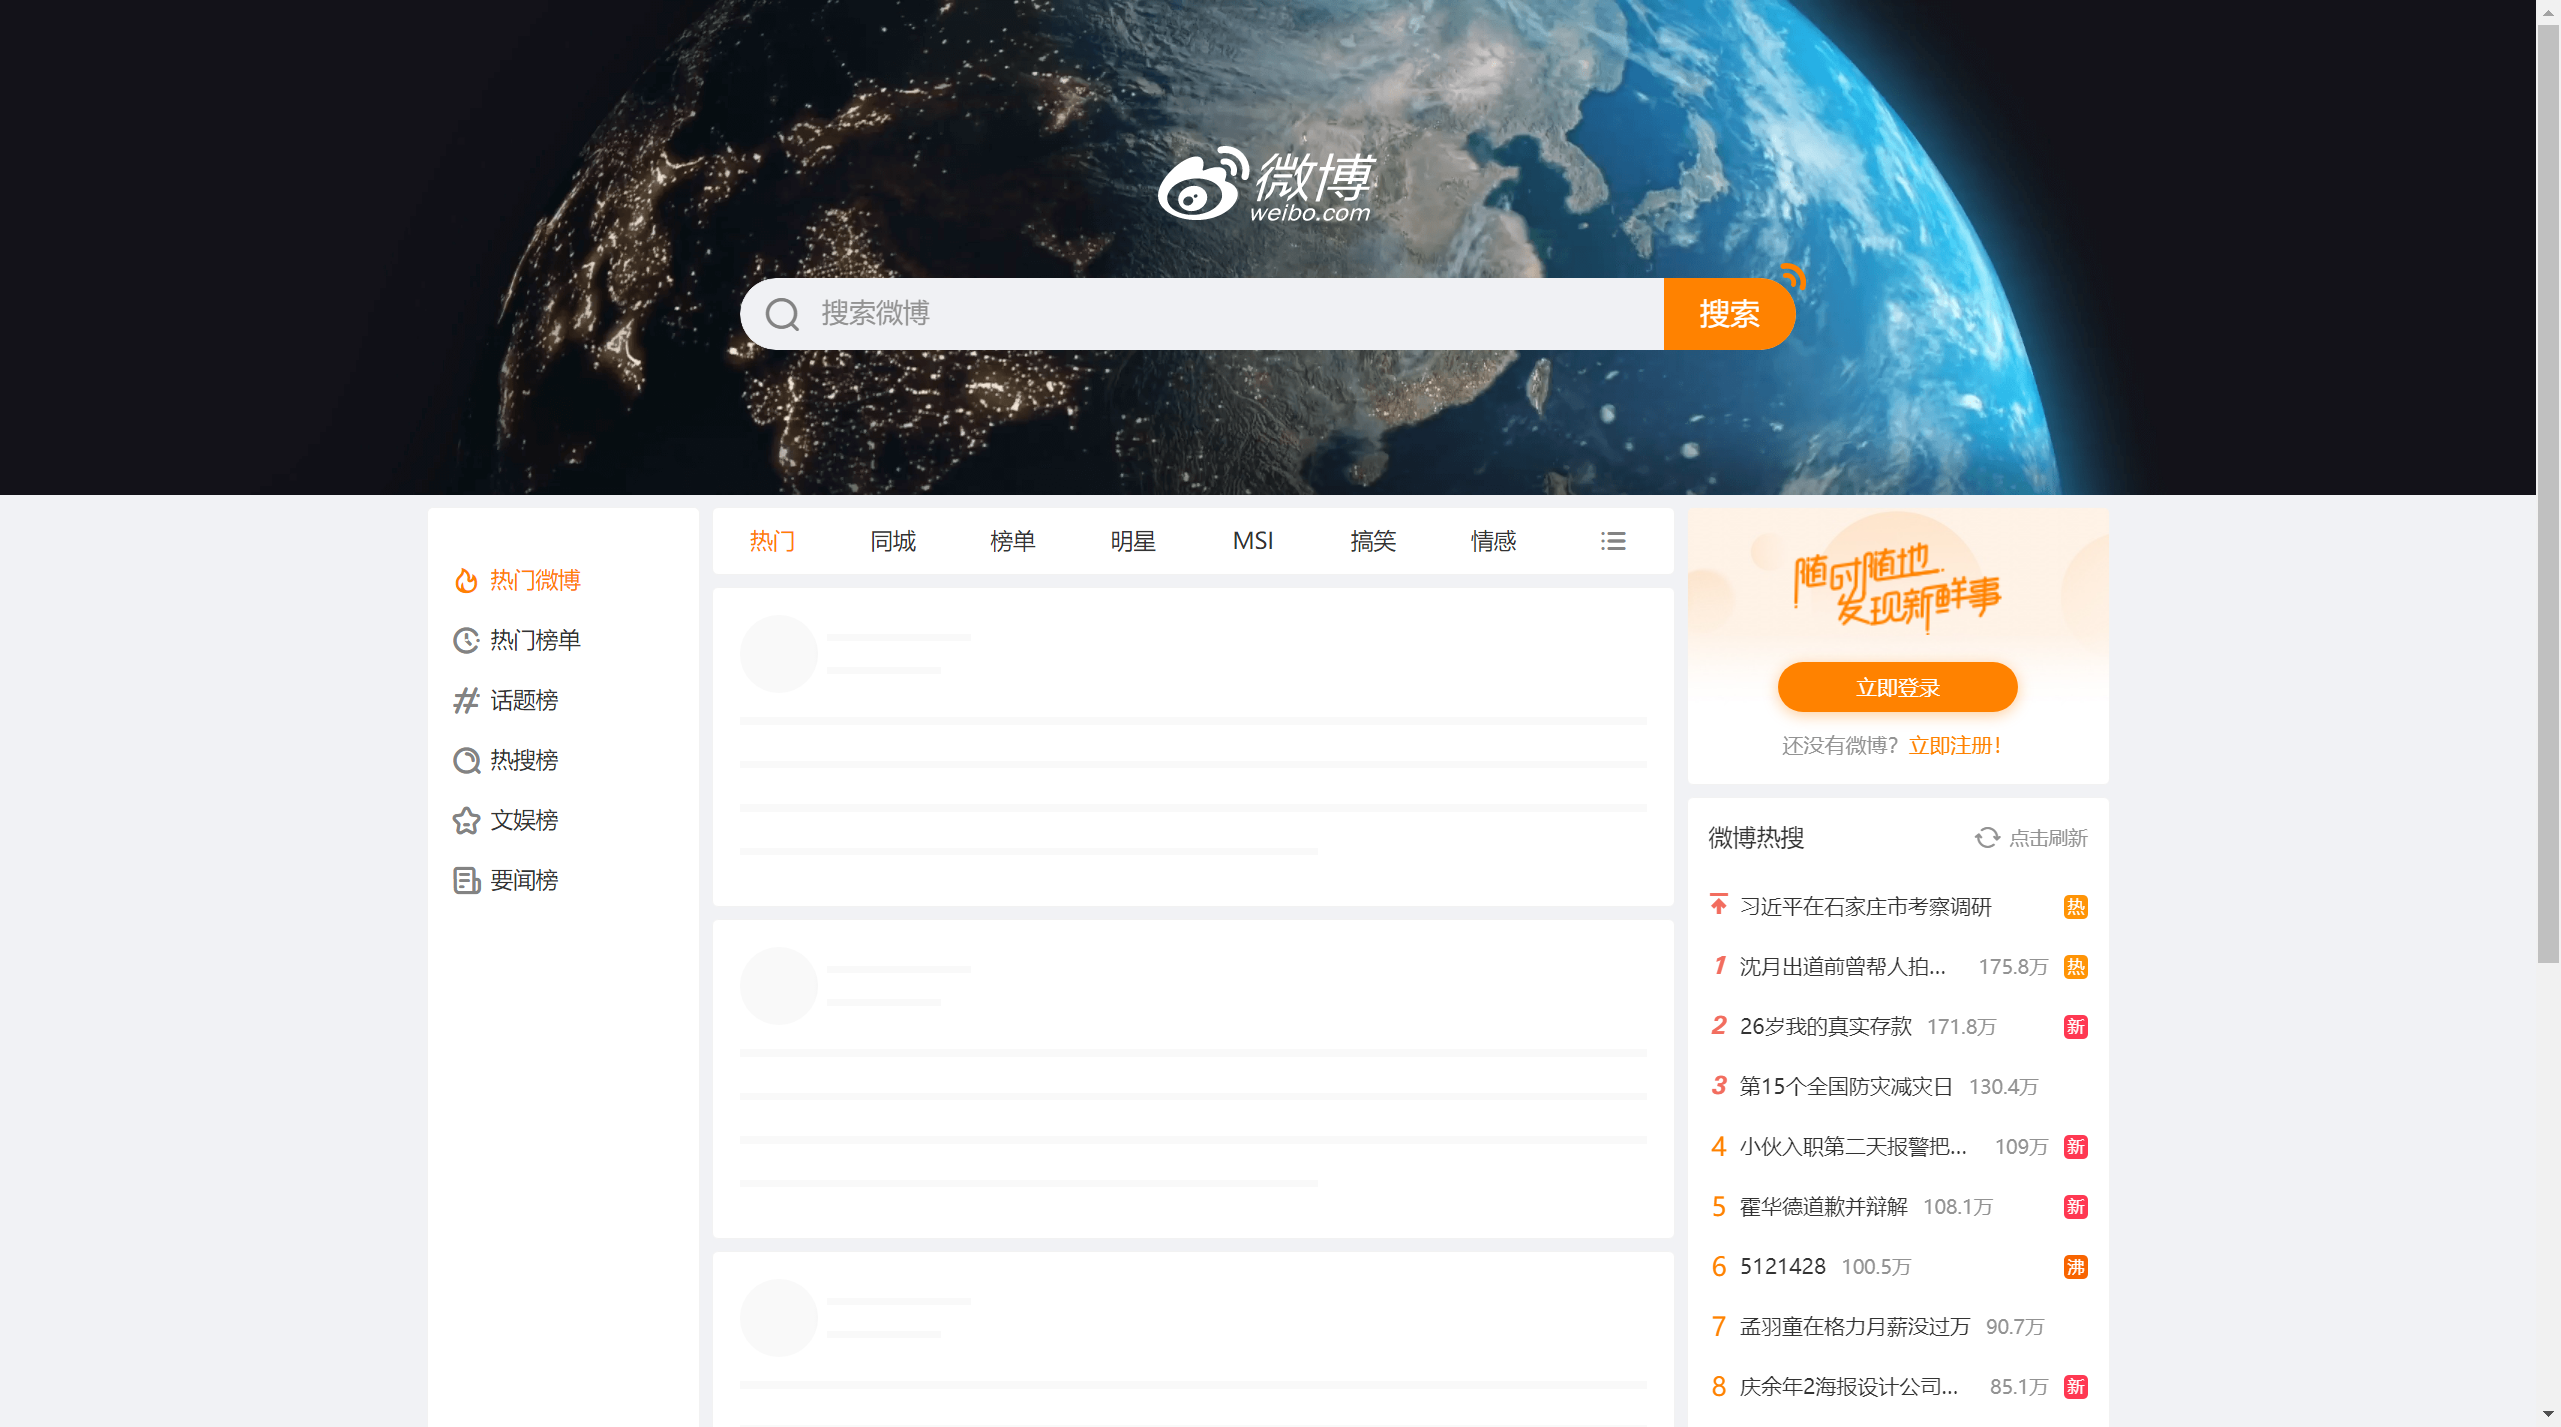 微博
weibo.com
搜索微博
搜索
热门微博
热门榜单
话题榜
热搜榜
文娱榜
要闻榜
热门 同城 榜单 明星 MSI 搞笑 情感
随时随地
发现新鲜事
立即登录
还没有微博？立即注册！
微博热搜 点击刷新
习近平在石家庄市考察调研 热
1 沈月出道前曾帮人拍... 175.8万 热
2 26岁我的真实存款 171.8万 新
3 第15个全国防灾减灾日 130.4万
4 小伙入职第二天报警把... 109万 新
5 霍华德道歉并辩解 108.1万 新
6 5121428 100.5万 沸
7 孟羽童在格力月薪没过万 90.7万
8 庆余年2海报设计公司... 85.1万 新